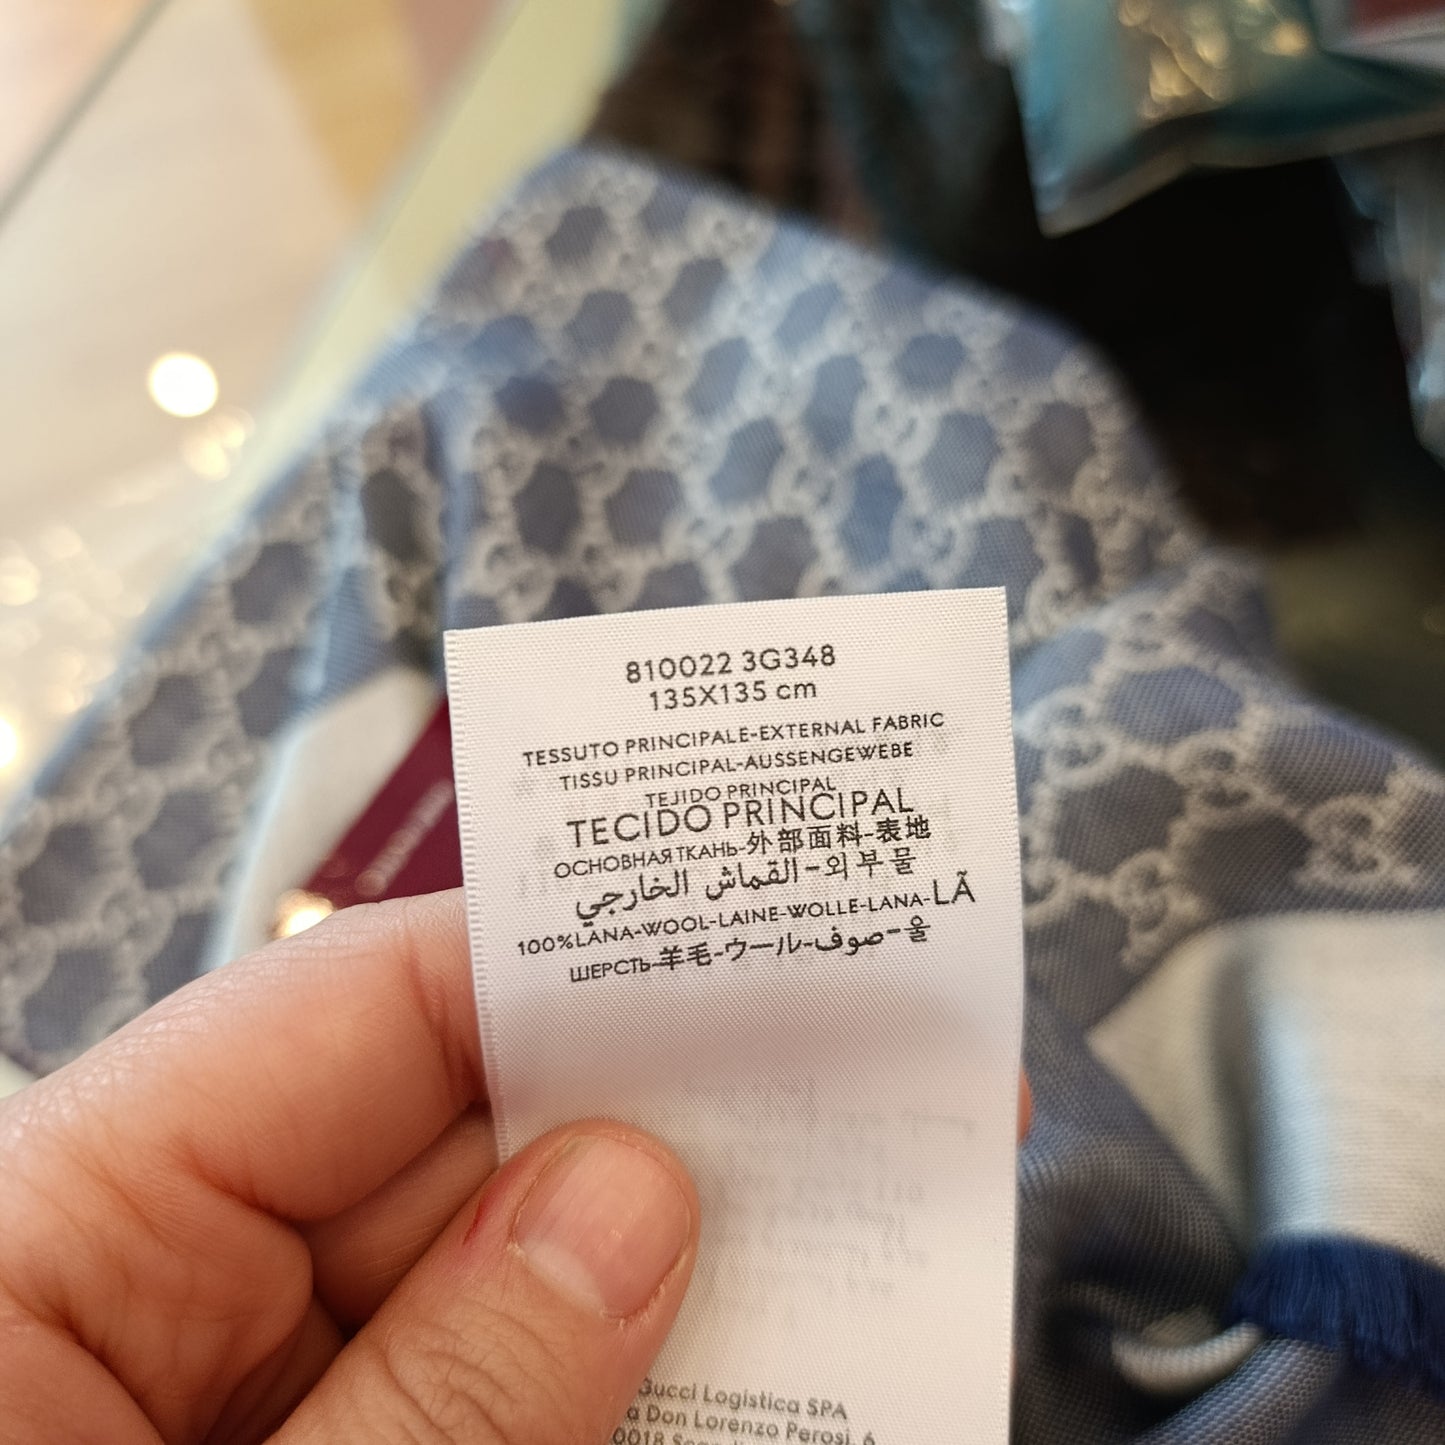 810022 3G348
135X135 cm
TESSUTO PRINCIPALE-EXTERNAL FABRIC
TISSU PRINCIPAL-AUSSENGEWEBE
TEJIDO PRINCIPAL
TECIDO PRINCIPAL
ОСНОВНАЯ ТКАНЬ-外部面料-表地
القماش الخارجي-외부물
100%LANA-WOOL-LAINE-WOLLE-LANA-LÃ
ШЕРСТЬ-羊毛-ウール-صوف-울
Gucci Logistica SPA
Don Lorenzo Perosi, 6